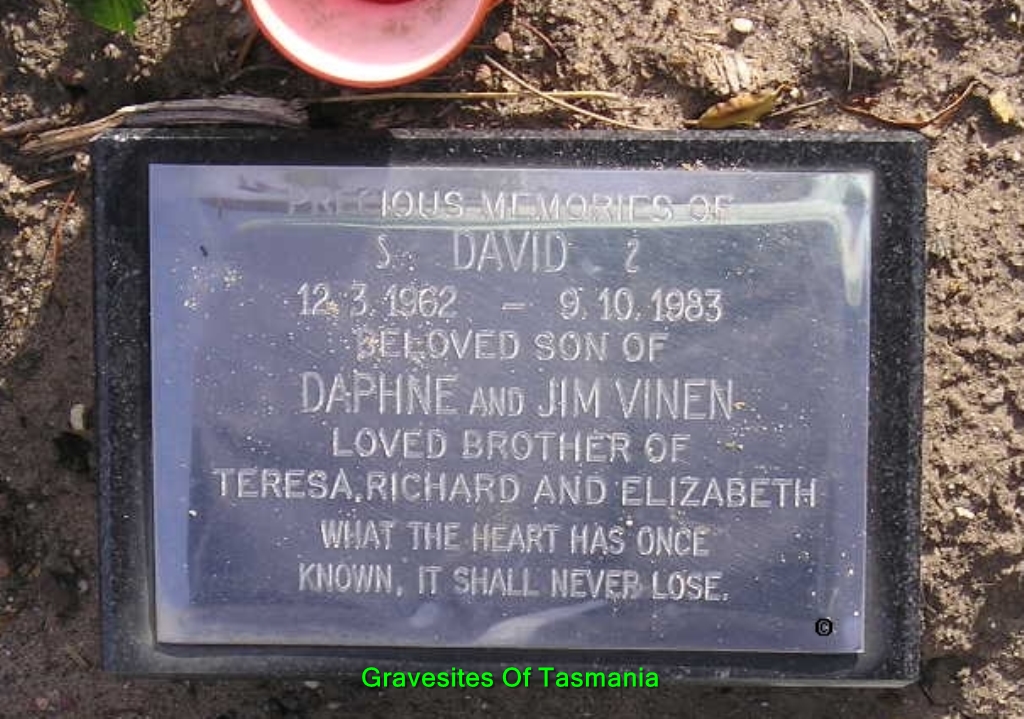 PRECIOUS MEMORIES OF
DAVID
12.3.1962 – 9.10.1983
BELOVED SON OF
DAPHNE AND JIM VINEN
LOVED BROTHER OF
TERESA, RICHARD AND ELIZABETH
WHAT THE HEART HAS ONCE
KNOWN, IT SHALL NEVER LOSE.
©
Gravesites Of Tasmania